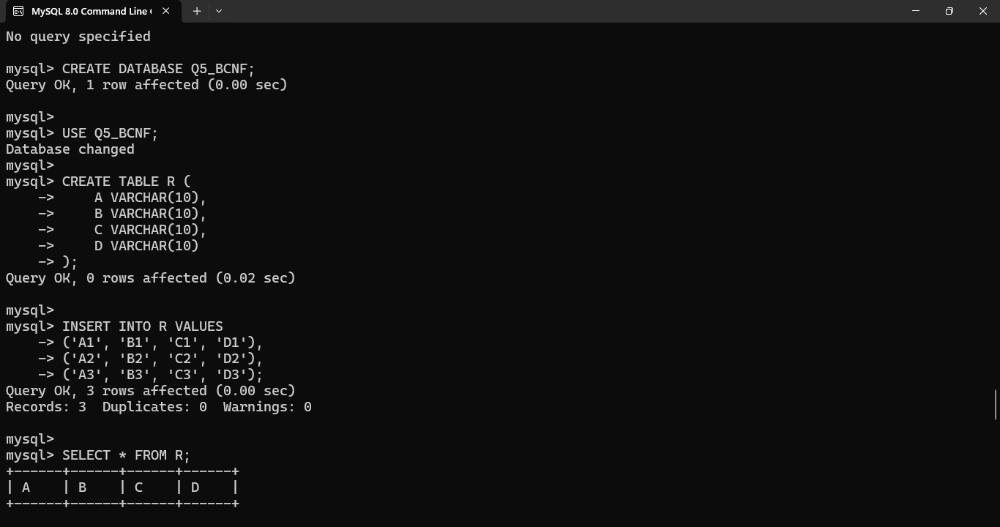 MySQL 8.0 Command Line
No query specified
mysql> CREATE DATABASE Q5_BCNF;
Query OK, 1 row affected (0.00 sec)
mysql>
mysql> USE Q5_BCNF;
Database changed
mysql>
mysql> CREATE TABLE R (
    ->     A VARCHAR(10),
    ->     B VARCHAR(10),
    ->     C VARCHAR(10),
    ->     D VARCHAR(10)
    -> );
Query OK, 0 rows affected (0.02 sec)
mysql>
mysql> INSERT INTO R VALUES
    -> ('A1', 'B1', 'C1', 'D1'),
    -> ('A2', 'B2', 'C2', 'D2'),
    -> ('A3', 'B3', 'C3', 'D3');
Query OK, 3 rows affected (0.00 sec)
Records: 3  Duplicates: 0  Warnings: 0
mysql>
mysql> SELECT * FROM R;
+------+------+------+------+
| A    | B    | C    | D    |
+------+------+------+------+